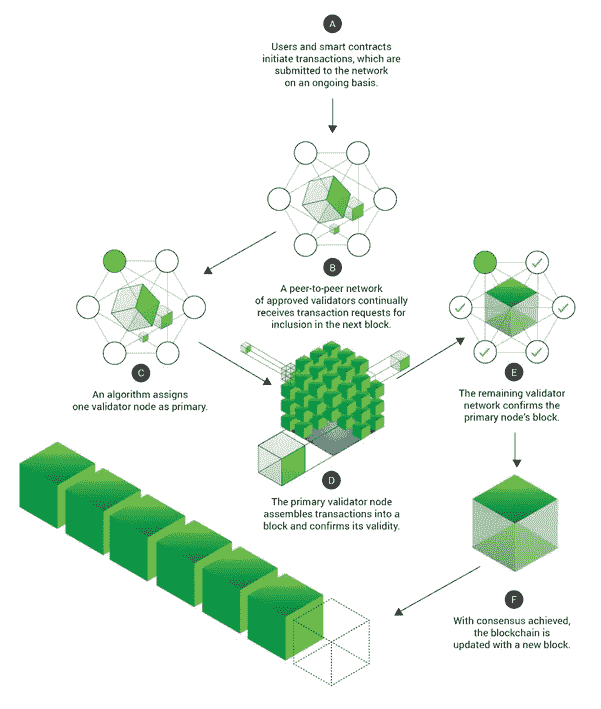 A
Users and smart contracts
initiate transactions, which are
submitted to the network
on an ongoing basis.
B
A peer-to-peer network
of approved validators continually
receives transaction requests for
inclusion in the next block.
C
An algorithm assigns
one validator node as primary.
D
The primary validator node
assembles transactions into a
block and confirms its validity.
E
The remaining validator
network confirms the
primary node's block.
F
With consensus achieved,
the blockchain is
updated with a new block.